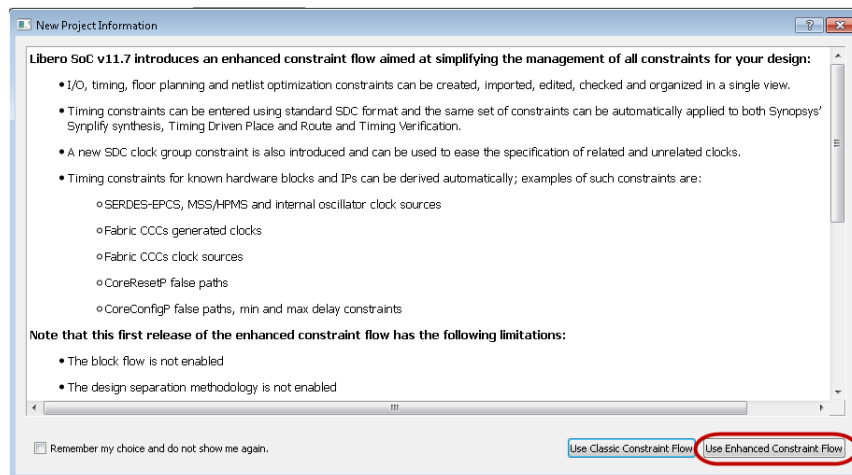 New Project Information
Libero SoC v11.7 introduces an enhanced constraint flow aimed at simplifying the management of all constraints for your design:
• I/O, timing, floor planning and netlist optimization constraints can be created, imported, edited, checked and organized in a single view.
• Timing constraints can be entered using standard SDC format and the same set of constraints can be automatically applied to both Synopsys'
Synplify synthesis, Timing Driven Place and Route and Timing Verification.
• A new SDC clock group constraint is also introduced and can be used to ease the specification of related and unrelated clocks.
• Timing constraints for known hardware blocks and IPs can be derived automatically; examples of such constraints are:
o SERDES-EPCS, MSS/HPMS and internal oscillator clock sources
o Fabric CCCs generated clocks
o Fabric CCCs clock sources
o CoreResetP false paths
o CoreConfigP false paths, min and max delay constraints
Note that this first release of the enhanced constraint flow has the following limitations:
• The block flow is not enabled
• The design separation methodology is not enabled
Remember my choice and do not show me again.
Use Classic Constraint Flow
Use Enhanced Constraint Flow